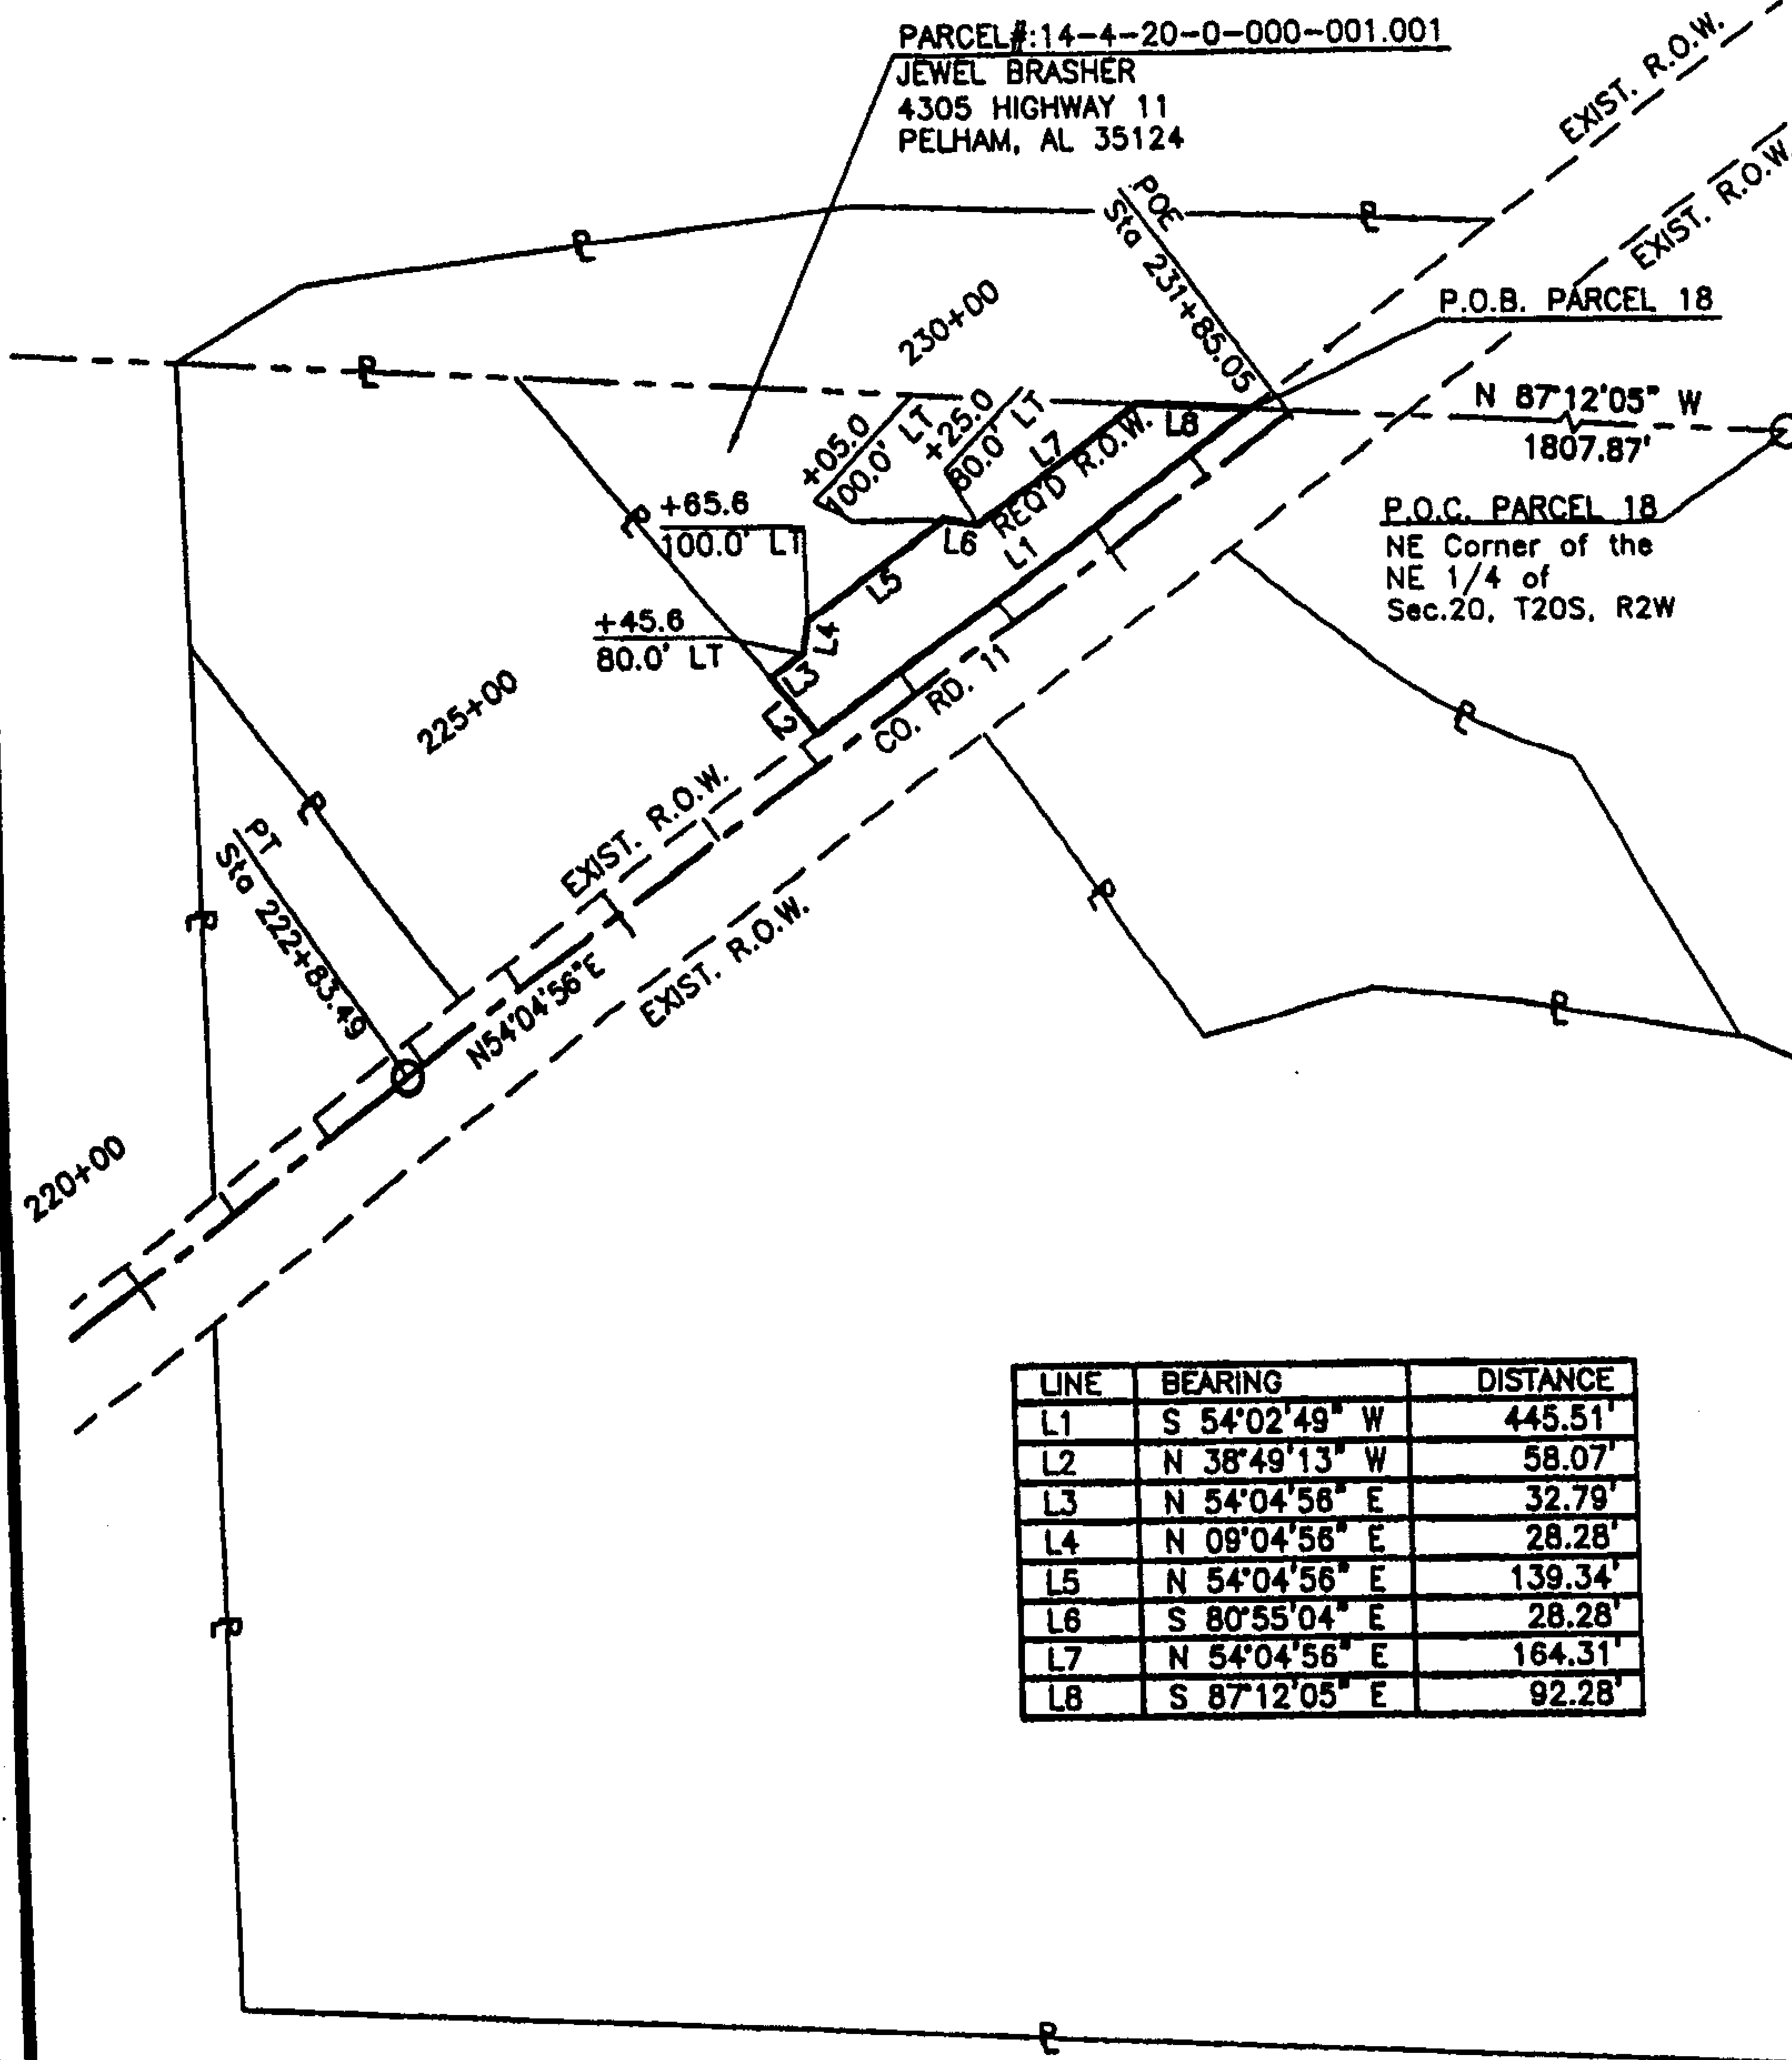 PARCEL#:14-4-20-0-000-001.001
JEWEL BRASHER
4305 HIGHWAY 11
PELHAM, AL 35124
EXIST. R.O.W.
EXIST. R.O.W
POE
Sta 231+85.05
P.O.B. PARCEL 18
230+00
N 87°12'05" W
1807.87'
P.O.C. PARCEL 18
NE Corner of the
NE 1/4 of
Sec.20, T20S, R2W
+05.0
100.0' LT
+25.0
80.0' LT
L7
L8
REQ'D R.O.W.
L1
L6
L5
+65.6
100.0' LT
L4
+45.6
80.0' LT
L3
L2
CO. RD. 11
225+00
EXIST. R.O.W.
EXIST. R.O.W.
PT
Sta 222+83.49
N54°04'56"E
220+00
LINE BEARING DISTANCE
L1 S 54°02'49" W 445.51'
L2 N 38°49'13" W 58.07'
L3 N 54°04'56" E 32.79'
L4 N 09°04'56" E 28.28'
L5 N 54°04'56" E 139.34'
L6 S 80°55'04" E 28.28'
L7 N 54°04'56" E 164.31'
L8 S 87°12'05" E 92.28'